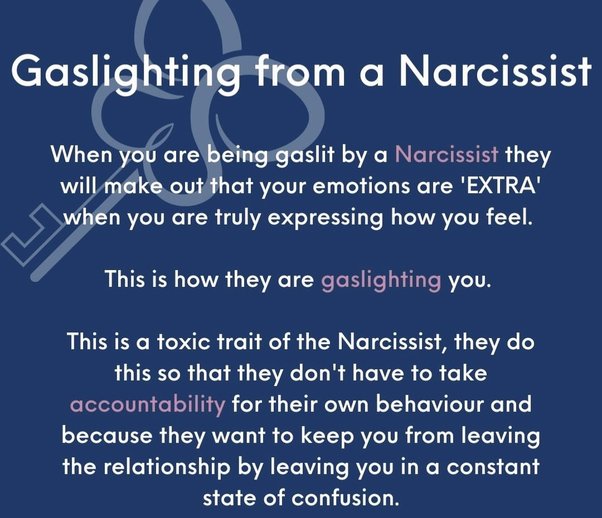 Gaslighting from a Narcissist
When you are being gaslit by a Narcissist they
will make out that your emotions are 'EXTRA'
when you are truly expressing how you feel.
This is how they are gaslighting you.
This is a toxic trait of the Narcissist, they do
this so that they don't have to take
accountability for their own behaviour and
because they want to keep you from leaving
the relationship by leaving you in a constant
state of confusion.